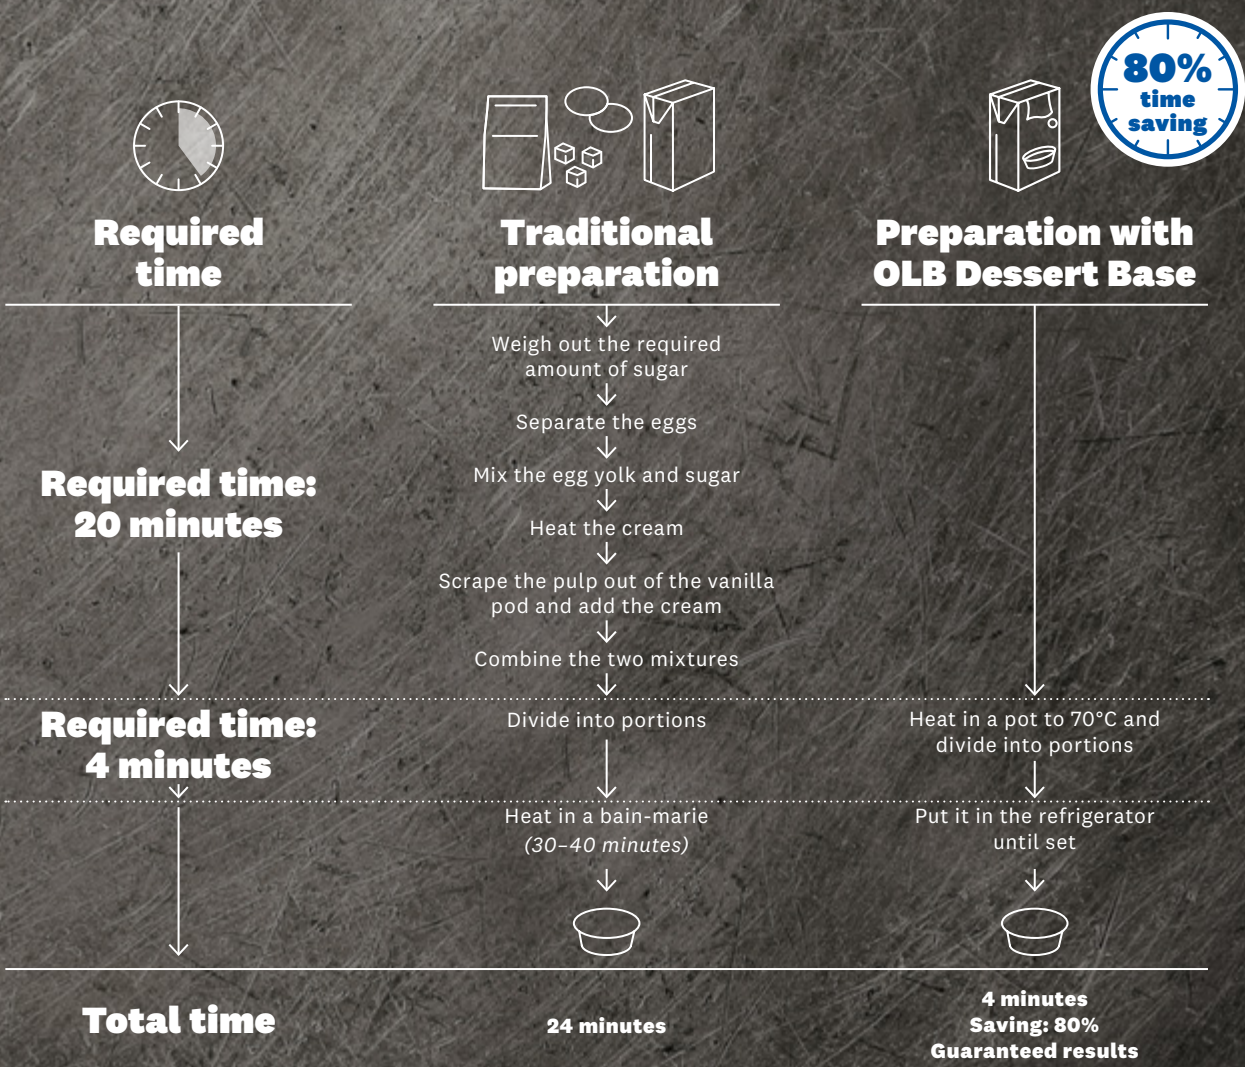 80%
time
saving
Required
time
Traditional
preparation
Preparation with
OLB Dessert Base
Weigh out the required
amount of sugar
Separate the eggs
Mix the egg yolk and sugar
Heat the cream
Scrape the pulp out of the vanilla
pod and add the cream
Combine the two mixtures
Required time:
20 minutes
Required time:
4 minutes
Divide into portions
Heat in a pot to 70°C and
divide into portions
Heat in a bain-marie
(30–40 minutes)
Put it in the refrigerator
until set
Total time
24 minutes
4 minutes
Saving: 80%
Guaranteed results